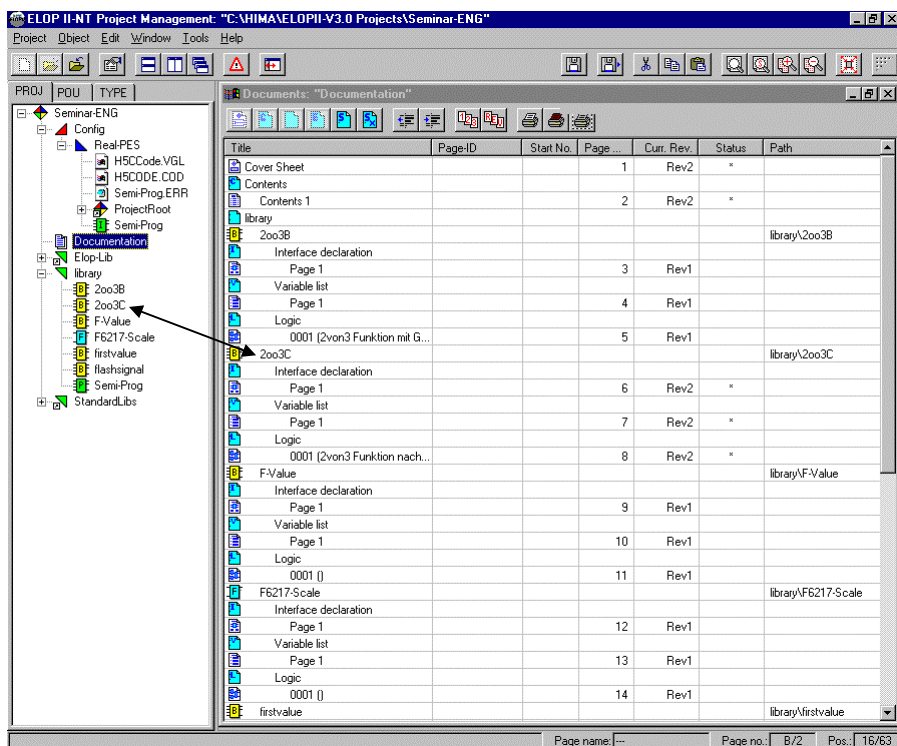 ELOP II-NT Project Management: "C:\HIMA\ELOPII-V3.0 Projects\Seminar-ENG"
Project Object Edit Window Tools Help
PROJ POU TYPE
Seminar-ENG
Config
Real-PES
H5CCode.VGL
H5CODE.COD
Semi-Prog.ERR
ProjectRoot
Semi-Prog
Documentation
Elop-Lib
library
2oo3B
2oo3C
F-Value
F6217-Scale
firstvalue
flashsignal
Semi-Prog
StandardLibs
Documents: "Documentation"
Title Page-ID Start No. Page ... Curr. Rev. Status Path
Cover Sheet 1 Rev2 *
Contents
Contents 1 2 Rev2 *
library
2oo3B library\2oo3B
Interface declaration
Page 1 3 Rev1
Variable list
Page 1 4 Rev1
Logic
0001 (2von3 Funktion mit G... 5 Rev1
2oo3C library\2oo3C
Interface declaration
Page 1 6 Rev2 *
Variable list
Page 1 7 Rev2 *
Logic
0001 (2von3 Funktion nach... 8 Rev2 *
F-Value library\F-Value
Interface declaration
Page 1 9 Rev1
Variable list
Page 1 10 Rev1
Logic
0001 () 11 Rev1
F6217-Scale library\F6217-Scale
Interface declaration
Page 1 12 Rev1
Variable list
Page 1 13 Rev1
Logic
0001 () 14 Rev1
firstvalue library\firstvalue
Page name: --- Page no.: B/2 Pos.: 16/63